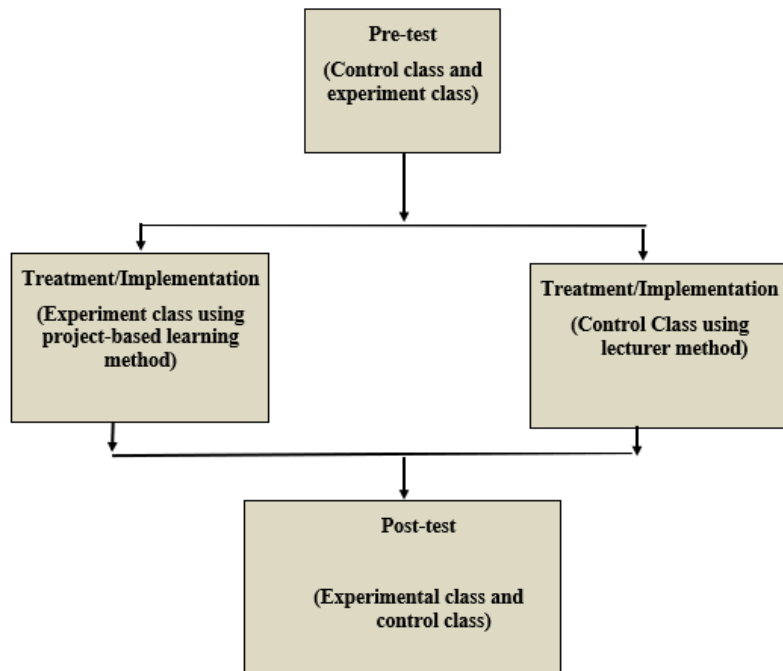 Pre-test
(Control class and
experiment class)
Treatment/Implementation
(Experiment class using
project-based learning
method)
Treatment/Implementation
(Control Class using
lecturer method)
Post-test
(Experimental class and
control class)